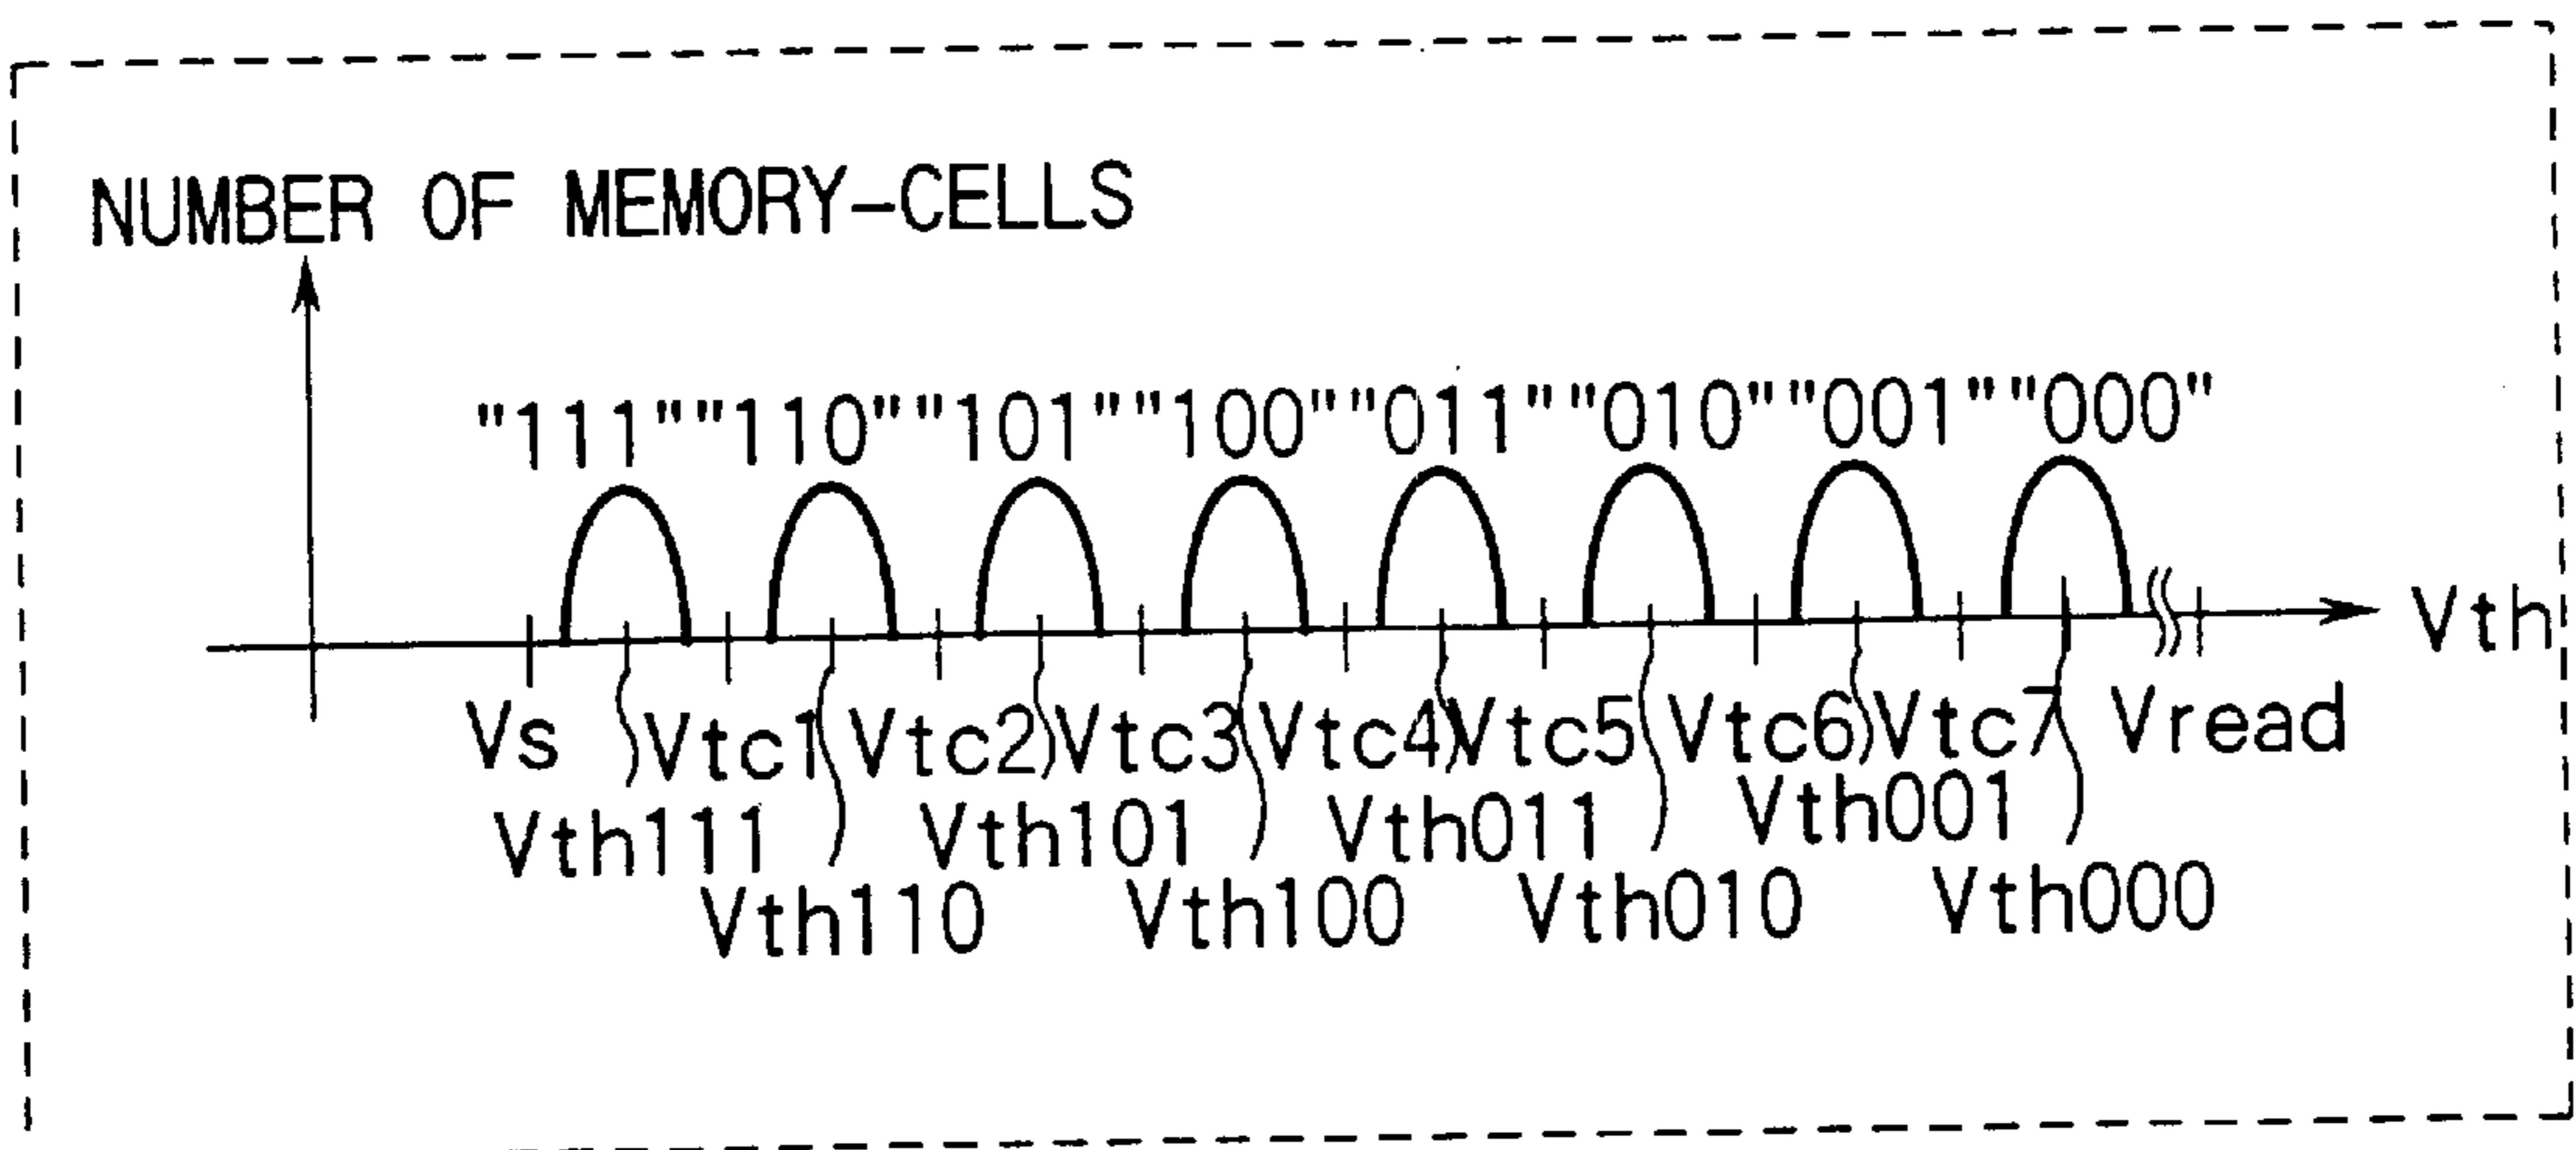 NUMBER OF MEMORY-CELLS
"111""110""101""100""011""010""001""000"
Vth
Vs Vtc1 Vtc2 Vtc3 Vtc4 Vtc5 Vtc6 Vtc7 Vread
Vth111 Vth101 Vth011 Vth001
Vth110 Vth100 Vth010 Vth000